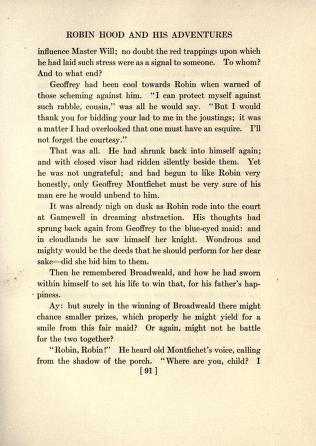 ROBIN HOOD AND HIS ADVENTURES
influence Master Will; no doubt the red trappings upon which
he had laid such stress were as a signal to someone. To whom?
And to what end?
Geoffrey had been cool towards Robin when warned of
those scheming against him. "I can protect myself against
such rabble, cousin," was all he would say. "But I would
thank you for bidding your lad to me in the joustings; it was
a matter I had overlooked that one must have an esquire. I'll
not forget the courtesy."
That was all. He had shrunk back into himself again;
and with closed visor had ridden silently beside them. Yet
he was not ungrateful; and had begun to like Robin very
honestly, only Geoffrey Montfichet must be very sure of his
man ere he would unbend to him.
It was already nigh on dusk as Robin rode into the court
at Gamewell in dreaming abstraction. His thoughts had
sprung back again from Geoffrey to the blue-eyed maid: and
in cloudlands he saw himself her knight. Wondrous and
mighty would be the deeds that he should perform for her dear
sake—did she bid him to them.
Then he remembered Broadweald, and how he had sworn
within himself to set his life to win that, for his father's hap-
piness.
Ay: but surely in the winning of Broadweald there might
chance smaller prizes, which properly he might yield for a
smile from this fair maid? Or again, might not he battle
for the two together?
"Robin, Robin!" He heard old Montfichet's voice, calling
from the shadow of the porch. "Where are you, child? I
[ 91 ]